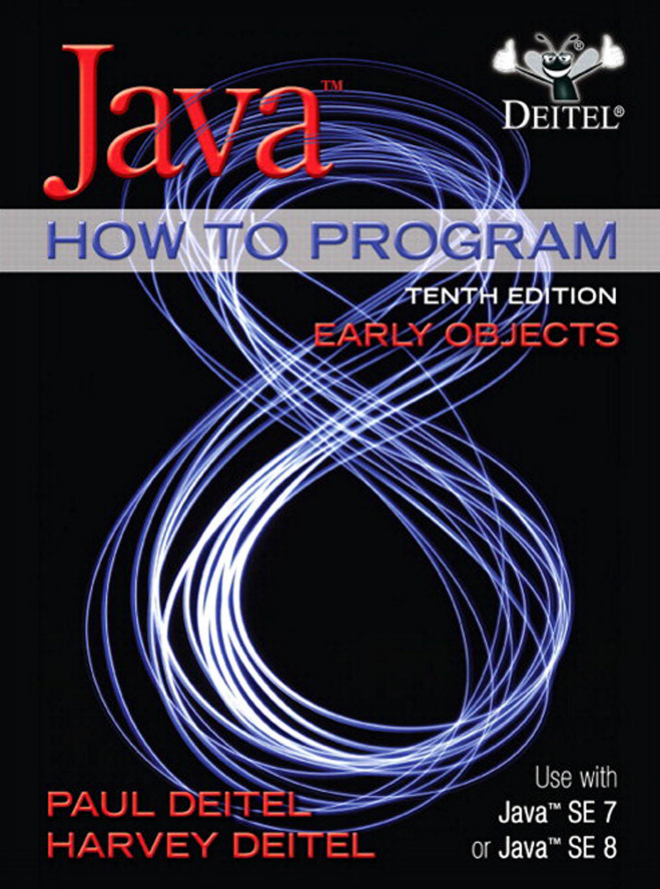 Java™
DEITEL®
HOW TO PROGRAM
TENTH EDITION
EARLY OBJECTS
PAUL DEITEL
HARVEY DEITEL
Use with
Java™ SE 7
or Java™ SE 8